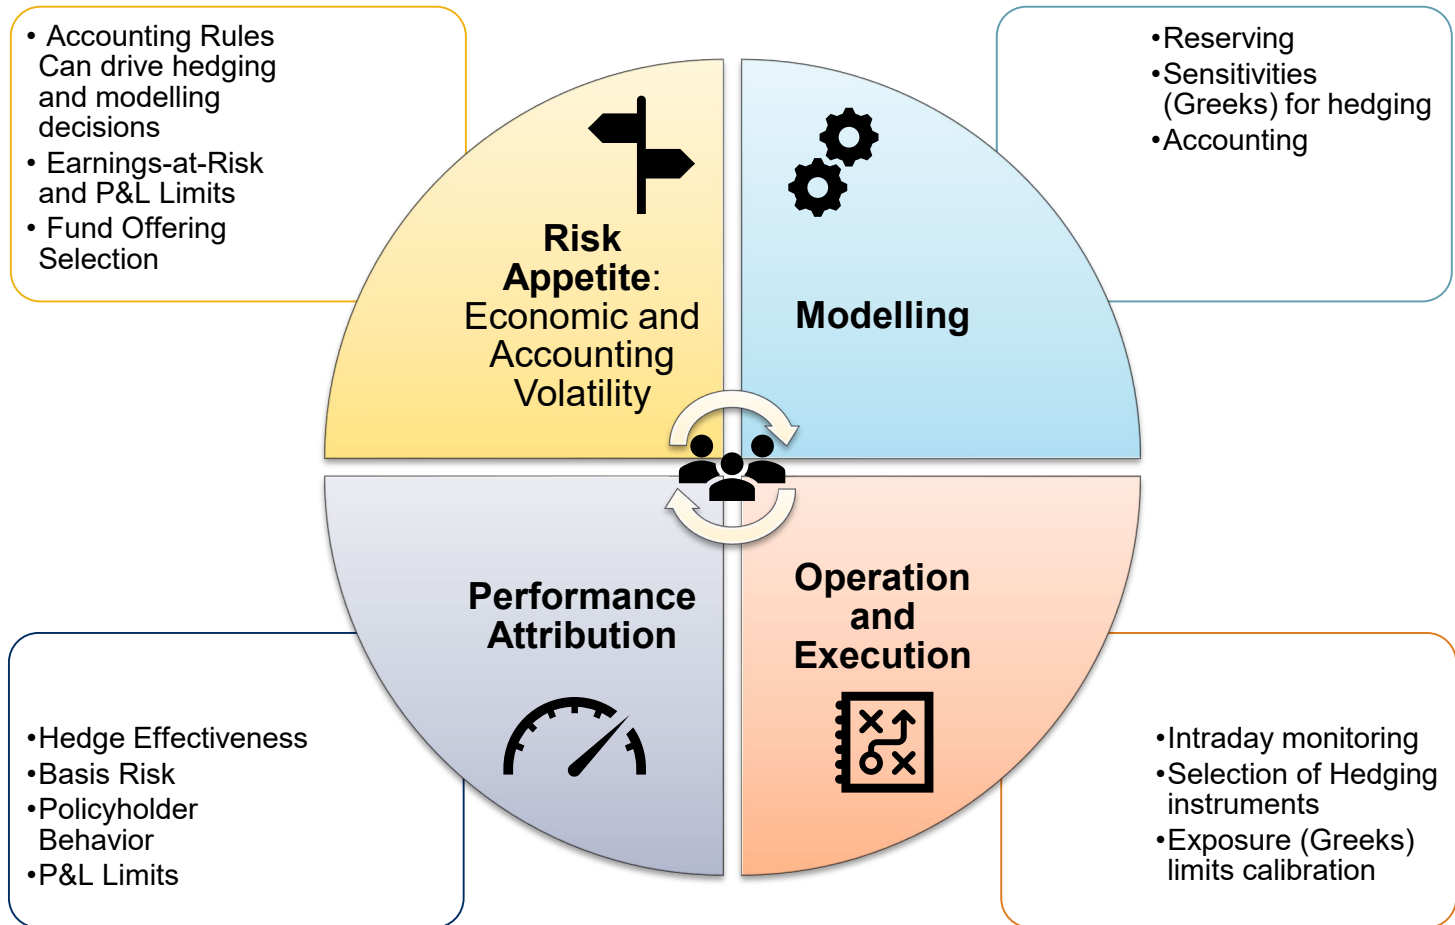 • Accounting Rules
Can drive hedging
and modelling
decisions
• Earnings-at-Risk
and P&L Limits
• Fund Offering
Selection
•Reserving
•Sensitivities
(Greeks) for hedging
•Accounting
Risk
Appetite:
Economic and
Accounting
Volatility
Modelling
Performance
Attribution
Operation
and
Execution
•Hedge Effectiveness
•Basis Risk
•Policyholder
Behavior
•P&L Limits
•Intraday monitoring
•Selection of Hedging
instruments
•Exposure (Greeks)
limits calibration